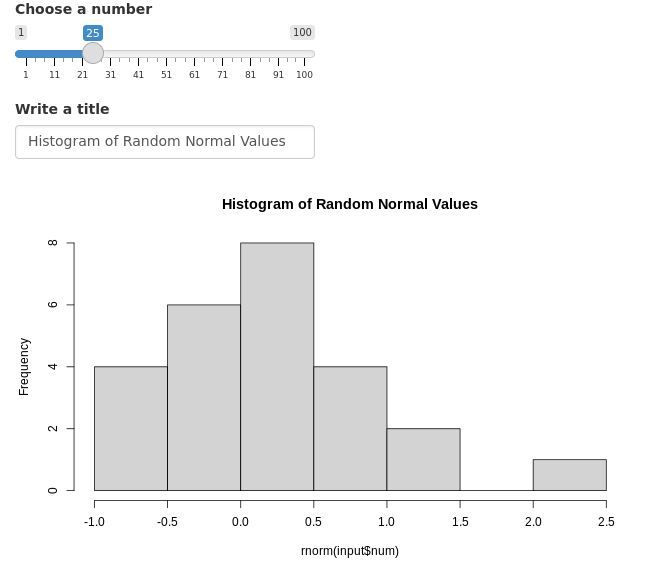 Choose a number
1 25 100
1 11 21 31 41 51 61 71 81 91 100
Write a title
Histogram of Random Normal Values
Histogram of Random Normal Values
8
6
4
2
0
Frequency
-1.0 -0.5 0.0 0.5 1.0 1.5 2.0 2.5
rnorm(input$num)